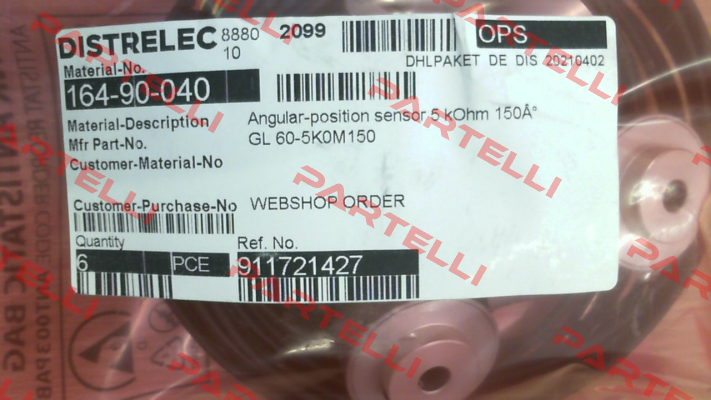 DISTRELEC 8880 10 2099 OPS
DHLPAKET DE DIS 20210402
Material-No.
164-90-040
Material-Description Angular-position sensor 5 kOhm 150Â°
Mfr Part-No. GL 60-5K0M150
Customer-Material-No
Customer-Purchase-No WEBSHOP ORDER
Quantity Ref. No.
6 PCE 911721427
PARTELLI
PARTELLI
PARTELLI
PARTELLI
PARTELLI
ANTISTATIC BAG